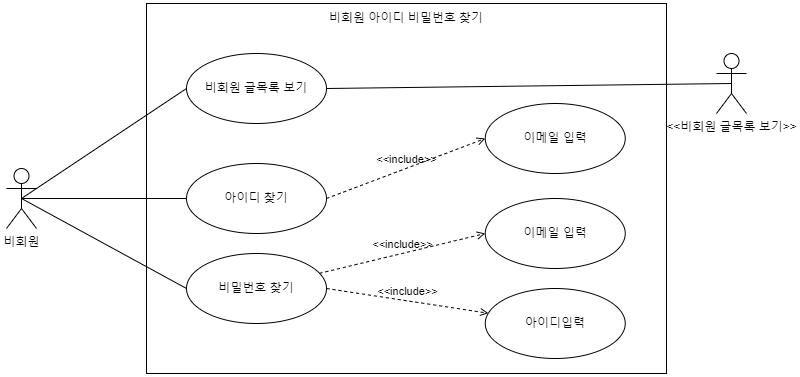 비회원 아이디 비밀번호 찾기
비회원 글목록 보기
<<비회원 글목록 보기>>
이메일 입력
<<include>>
아이디 찾기
비회원
이메일 입력
<<include>>
비밀번호 찾기
<<include>>
아이디입력